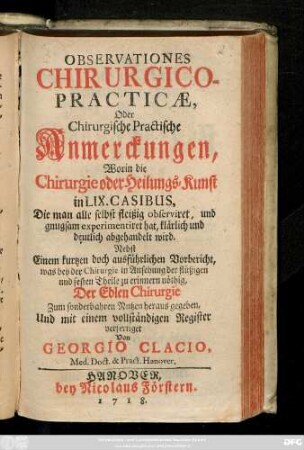 OBSERVATIONES
CHIRURGICO-
PRACTICÆ,
Oder
Chirurgische Practische
Anmerckungen,
Worin die
Chirurgie oder Heilungs-Kunst
in LIX. CASIBUS,
Die man alle selbst fleißig observiret, und
gnugsam experimentiret hat, klärlich und
deutlich abgehandelt wird.
Nebst
Einem kurtzen doch ausführlichen Vorberichte,
was bey der Chirurgie in Ansehung der flüßigen
und festen Theile zu erinnern nöthig,
Der Edlen Chirurgie
Zum sonderbahren Nutzen heraus gegeben,
Und mit einem vollständigen Register
verfertiget
Von
GEORGIO CLACIO,
Med. Doct. & Pract. Hanover.
HANOVER,
bey Nicolaus Förstern.
1718.